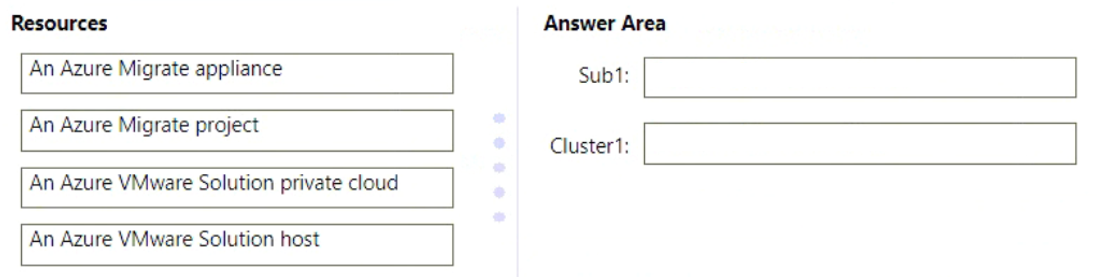 Resources
An Azure Migrate appliance
An Azure Migrate project
An Azure VMware Solution private cloud
An Azure VMware Solution host
Answer Area
Sub1:
Cluster1: